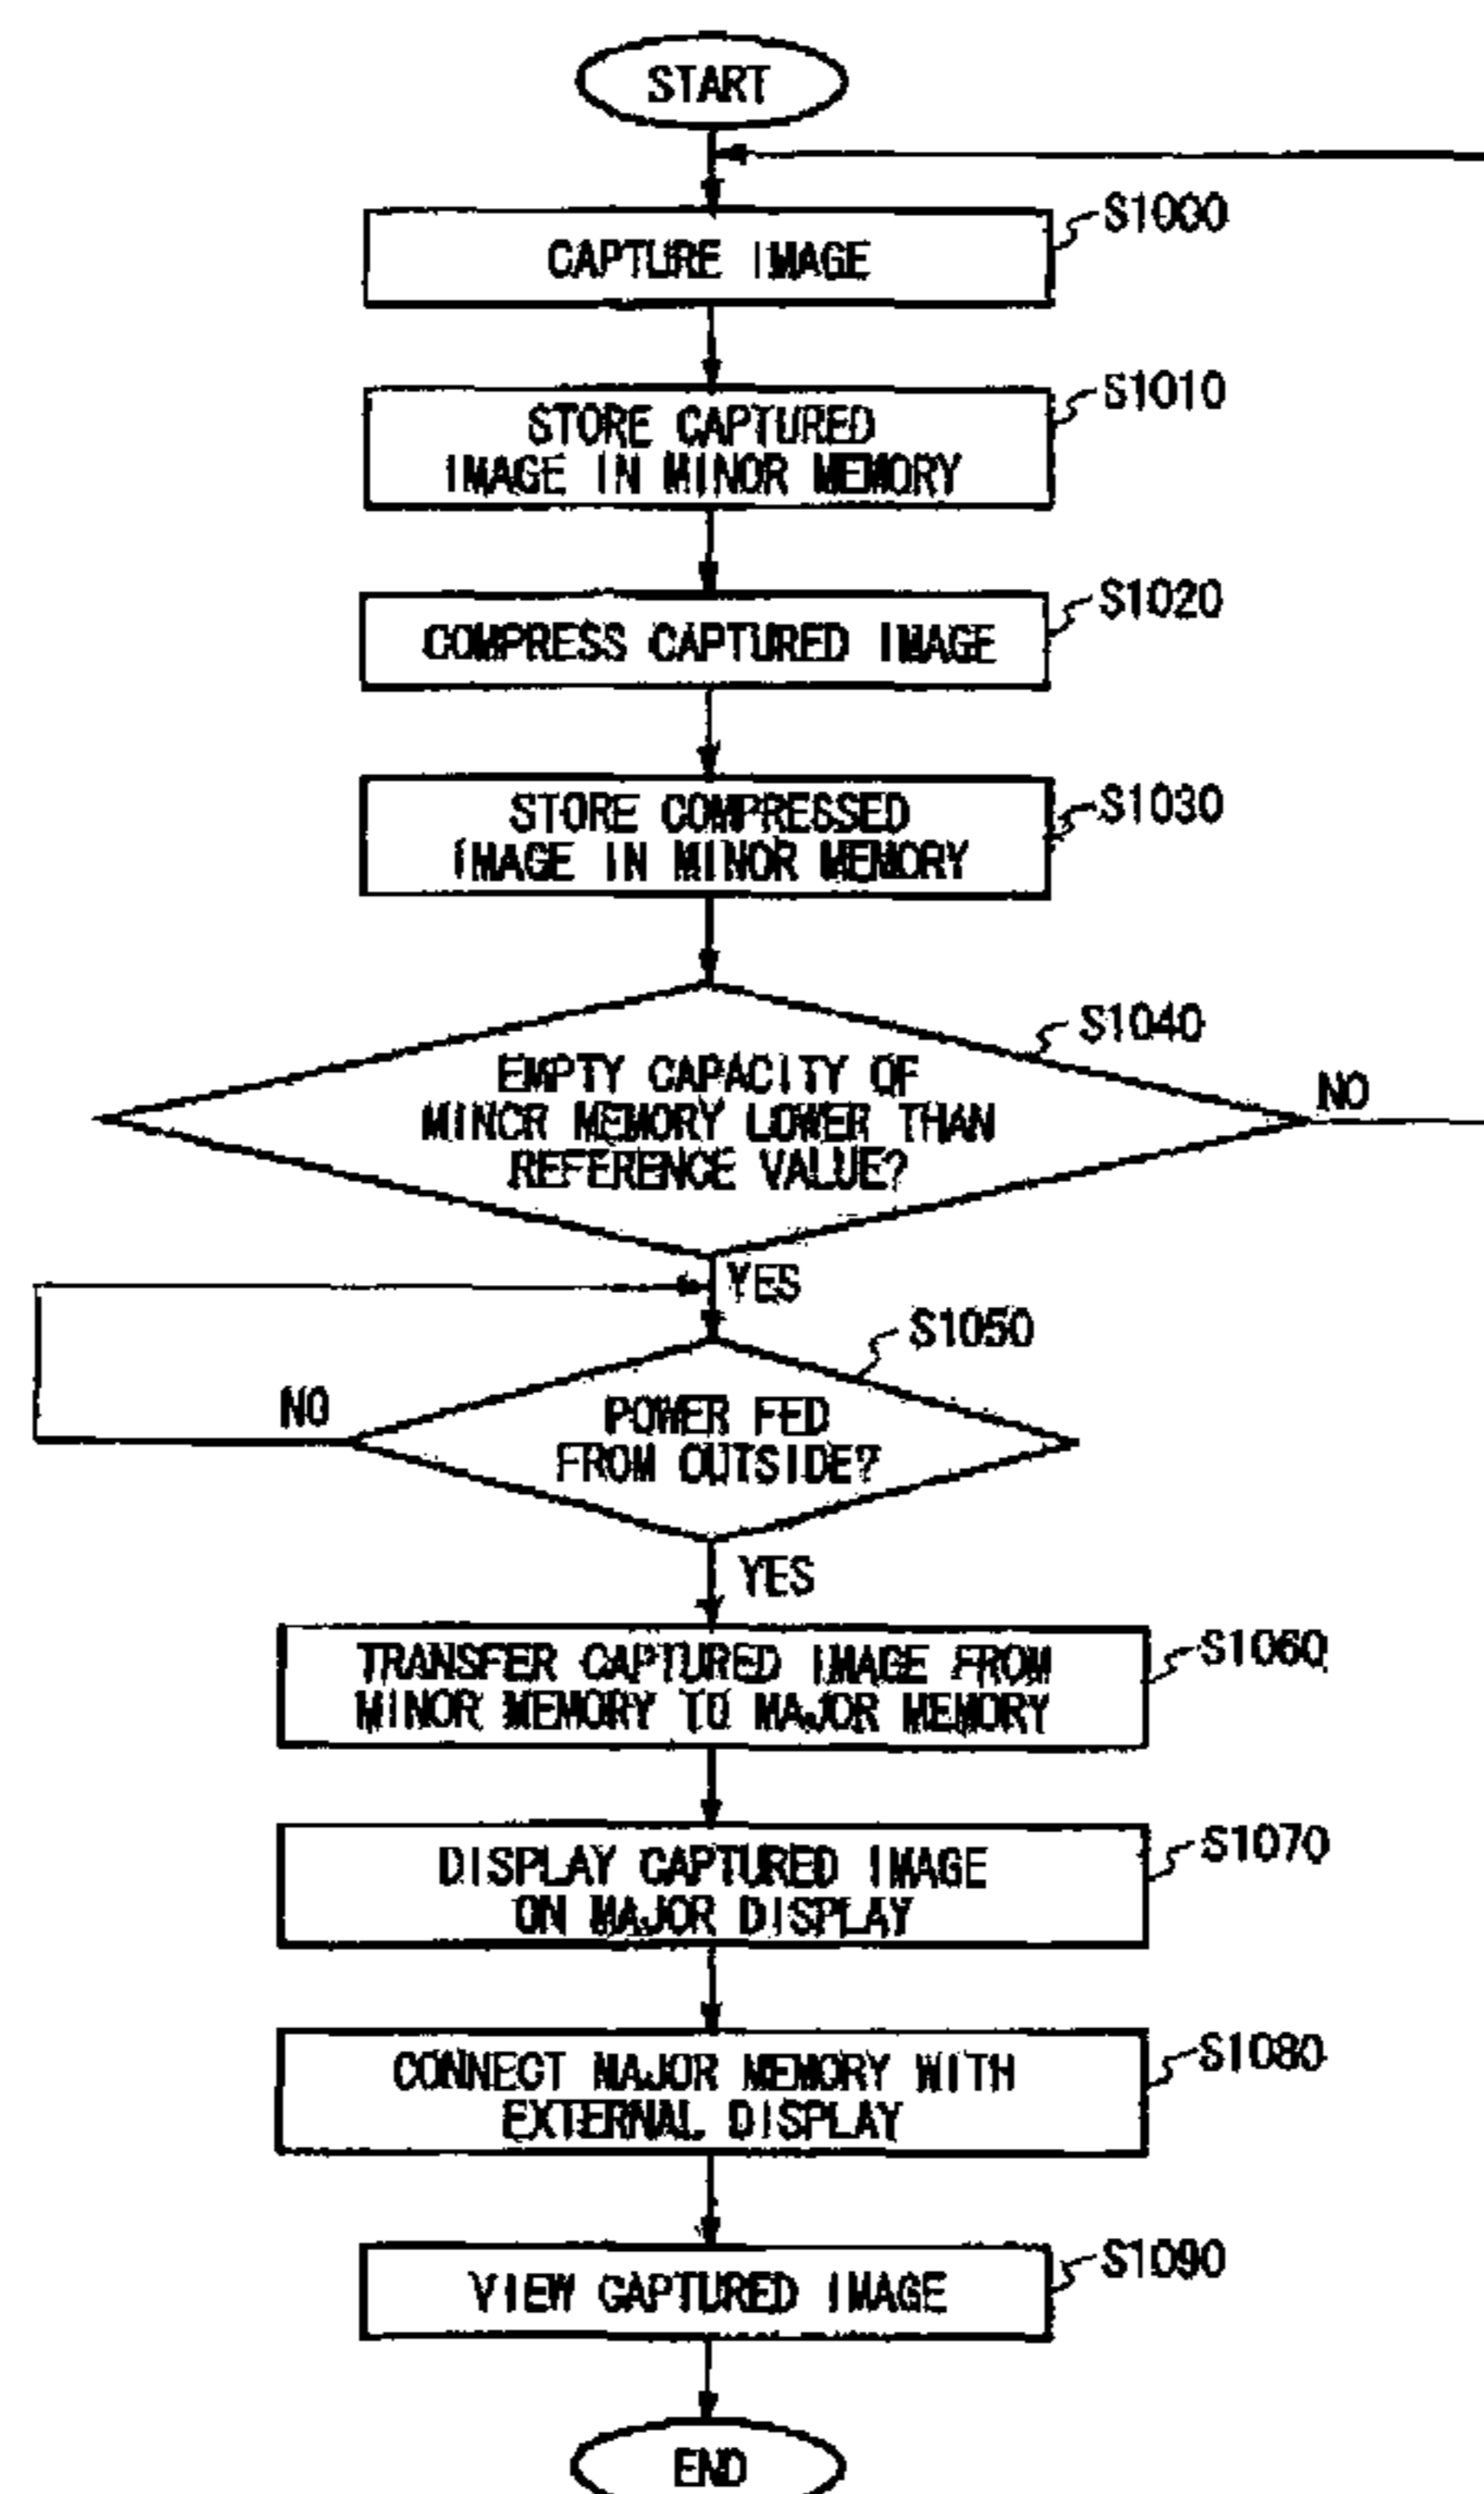 START
CAPTURE IMAGE
S1000
STORE CAPTURED
IMAGE IN MINOR MEMORY
S1010
COMPRESS CAPTURED IMAGE
S1020
STORE COMPRESSED
IMAGE IN MINOR MEMORY
S1030
EMPTY CAPACITY OF
MINOR MEMORY LOWER THAN
REFERENCE VALUE?
S1040
NO
YES
POWER FED
FROM OUTSIDE?
S1050
NO
YES
TRANSFER CAPTURED IMAGE FROM
MINOR MEMORY TO MAJOR MEMORY
S1060
DISPLAY CAPTURED IMAGE
ON MAJOR DISPLAY
S1070
CONNECT MAJOR MEMORY WITH
EXTERNAL DISPLAY
S1080
VIEW CAPTURED IMAGE
S1090
END